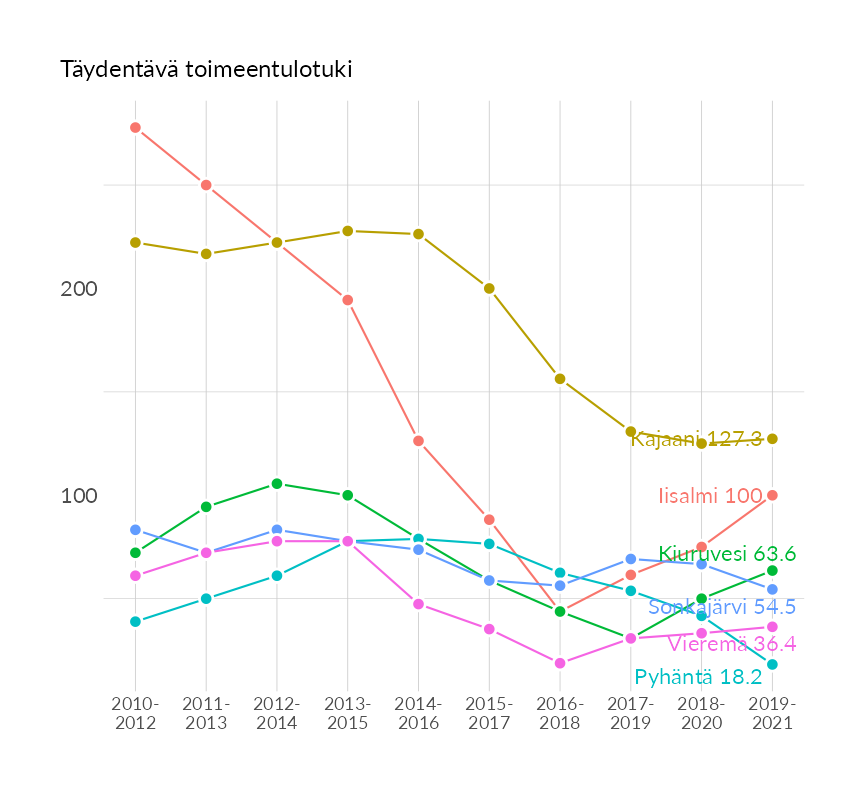 Täydentävä toimeentulotuki
200
100
Kajaani 127.3
Iisalmi 100
Kiuruvesi 63.6
Sonkajärvi 54.5
Vieremä 36.4
Pyhäntä 18.2
2010- 2011- 2012- 2013- 2014- 2015- 2016- 2017- 2018- 2019-
2012 2013 2014 2015 2016 2017 2018 2019 2020 2021